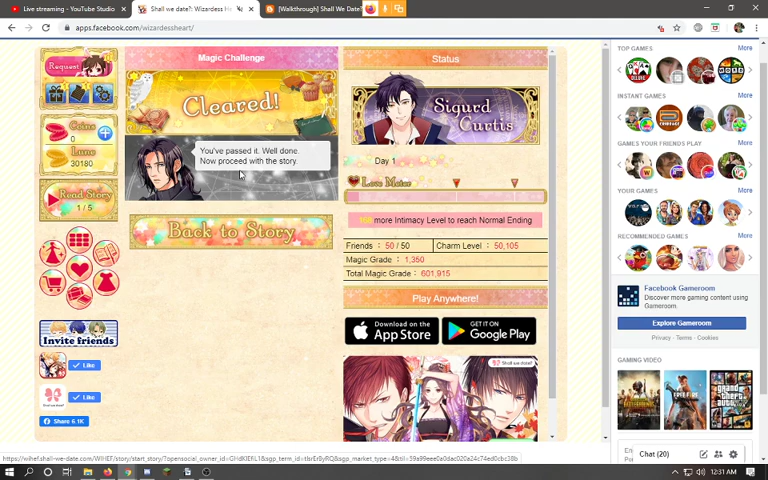 Live streaming - YouTube Studio
Shall we date?: Wizardess He
[Walkthrough] Shall We Date?
apps.facebook.com/wizardessheart/
Request
Coins
0
Lune
30180
Read Story
1 / 5
Invite friends
Like
Like
Share 6.1K
Magic Challenge
Cleared!
You've passed it. Well done.
Now proceed with the story.
Back to Story
Status
Sigurd
Curtis
Day 1
Love Meter
more Intimacy Level to reach Normal Ending
Friends : 50 / 50
Charm Level : 50,105
Magic Grade : 1,350
Total Magic Grade : 601,915
Play Anywhere!
Download on the
App Store
GET IT ON
Google Play
Shall we date?
TOP GAMES
More
INSTANT GAMES
More
GAMES YOUR FRIENDS PLAY
More
YOUR GAMES
More
RECOMMENDED GAMES
More
Facebook Gameroom
Discover more gaming content using
Gameroom.
Explore Gameroom
Privacy · Terms · Cookies
GAMING VIDEO
Chat (20)
12:31 AM